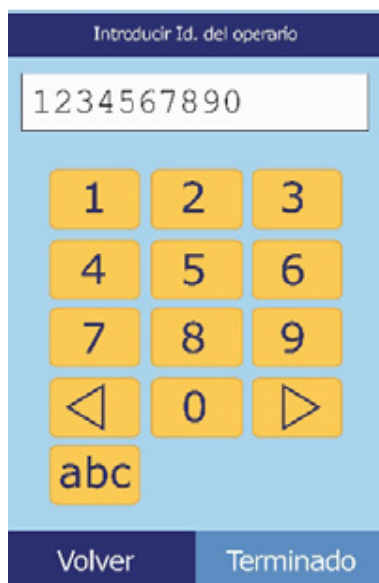 Introducir Id. del operario
1234567890
1 2 3
4 5 6
7 8 9
0
abc
Volver Terminado